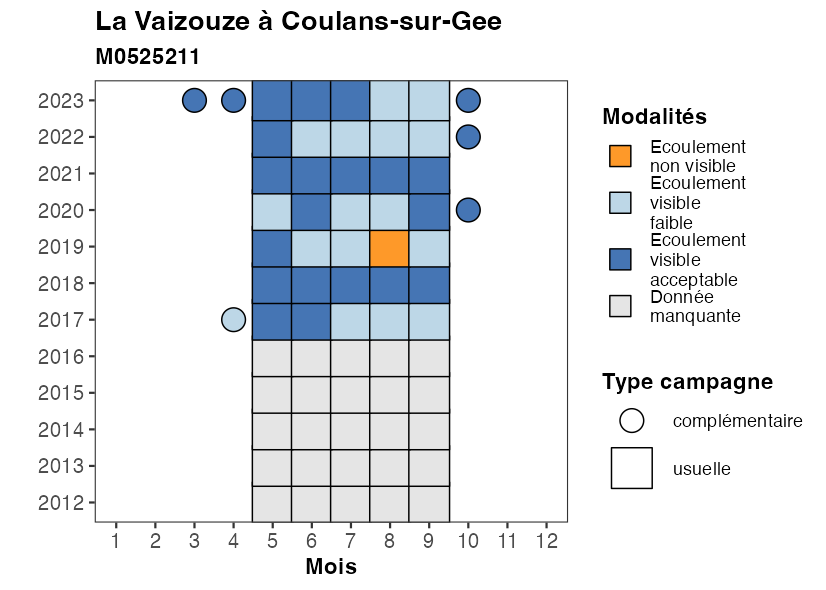 La Vaizouze à Coulans-sur-Gee
M0525211
2023
2022
2021
2020
2019
2018
2017
2016
2015
2014
2013
2012
1 2 3 4 5 6 7 8 9 10 11 12
Mois
Modalités
Ecoulement
non visible
Ecoulement
visible
faible
Ecoulement
visible
acceptable
Donnée
manquante
Type campagne
complémentaire
usuelle